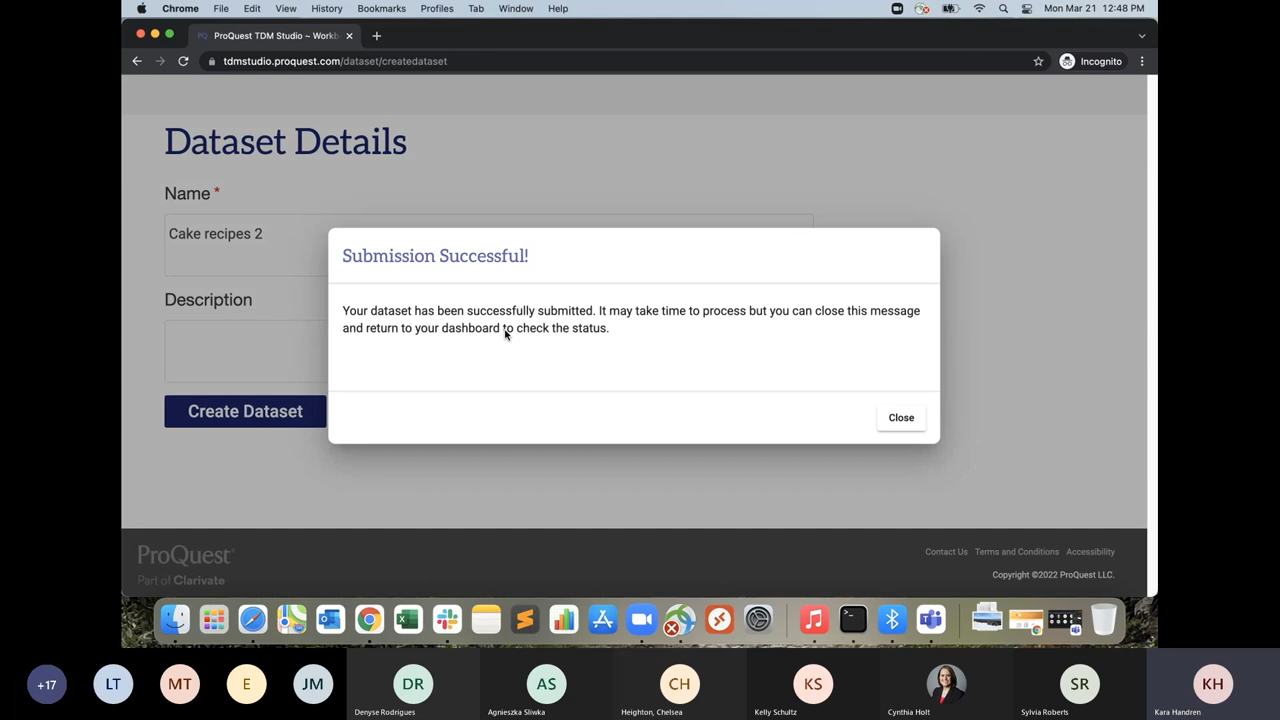 Chrome File Edit View History Bookmarks Profiles Tab Window Help Mon Mar 21 12:48 PM
PQ ProQuest TDM Studio ~ Workb
tdmstudio.proquest.com/dataset/createdataset Incognito
Dataset Details
Name *
Cake recipes 2
Description
Create Dataset
Submission Successful!
Your dataset has been successfully submitted. It may take time to process but you can close this message
and return to your dashboard to check the status.
Close
ProQuest
Part of Clarivate
Contact Us Terms and Conditions Accessibility
Copyright ©2022 ProQuest LLC.
+17 LT MT E JM DR AS CH KS SR KH
Denyse Rodrigues Agnieszka Sliwka Heighton, Chelsea Kelly Schultz Cynthia Holt Sylvia Roberts Kara Handren